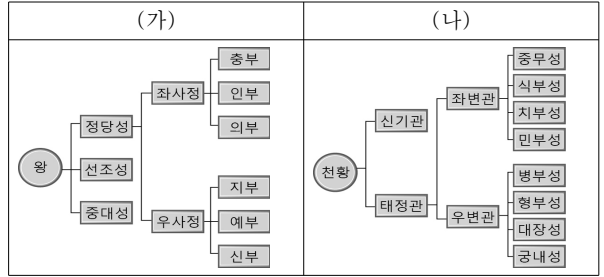 (가)
(나)
왕
정당성
선조성
중대성
좌사정
우사정
충부
인부
의부
지부
예부
신부
천황
신기관
태정관
좌변관
우변관
중무성
식부성
치부성
민부성
병부성
형부성
대장성
궁내성